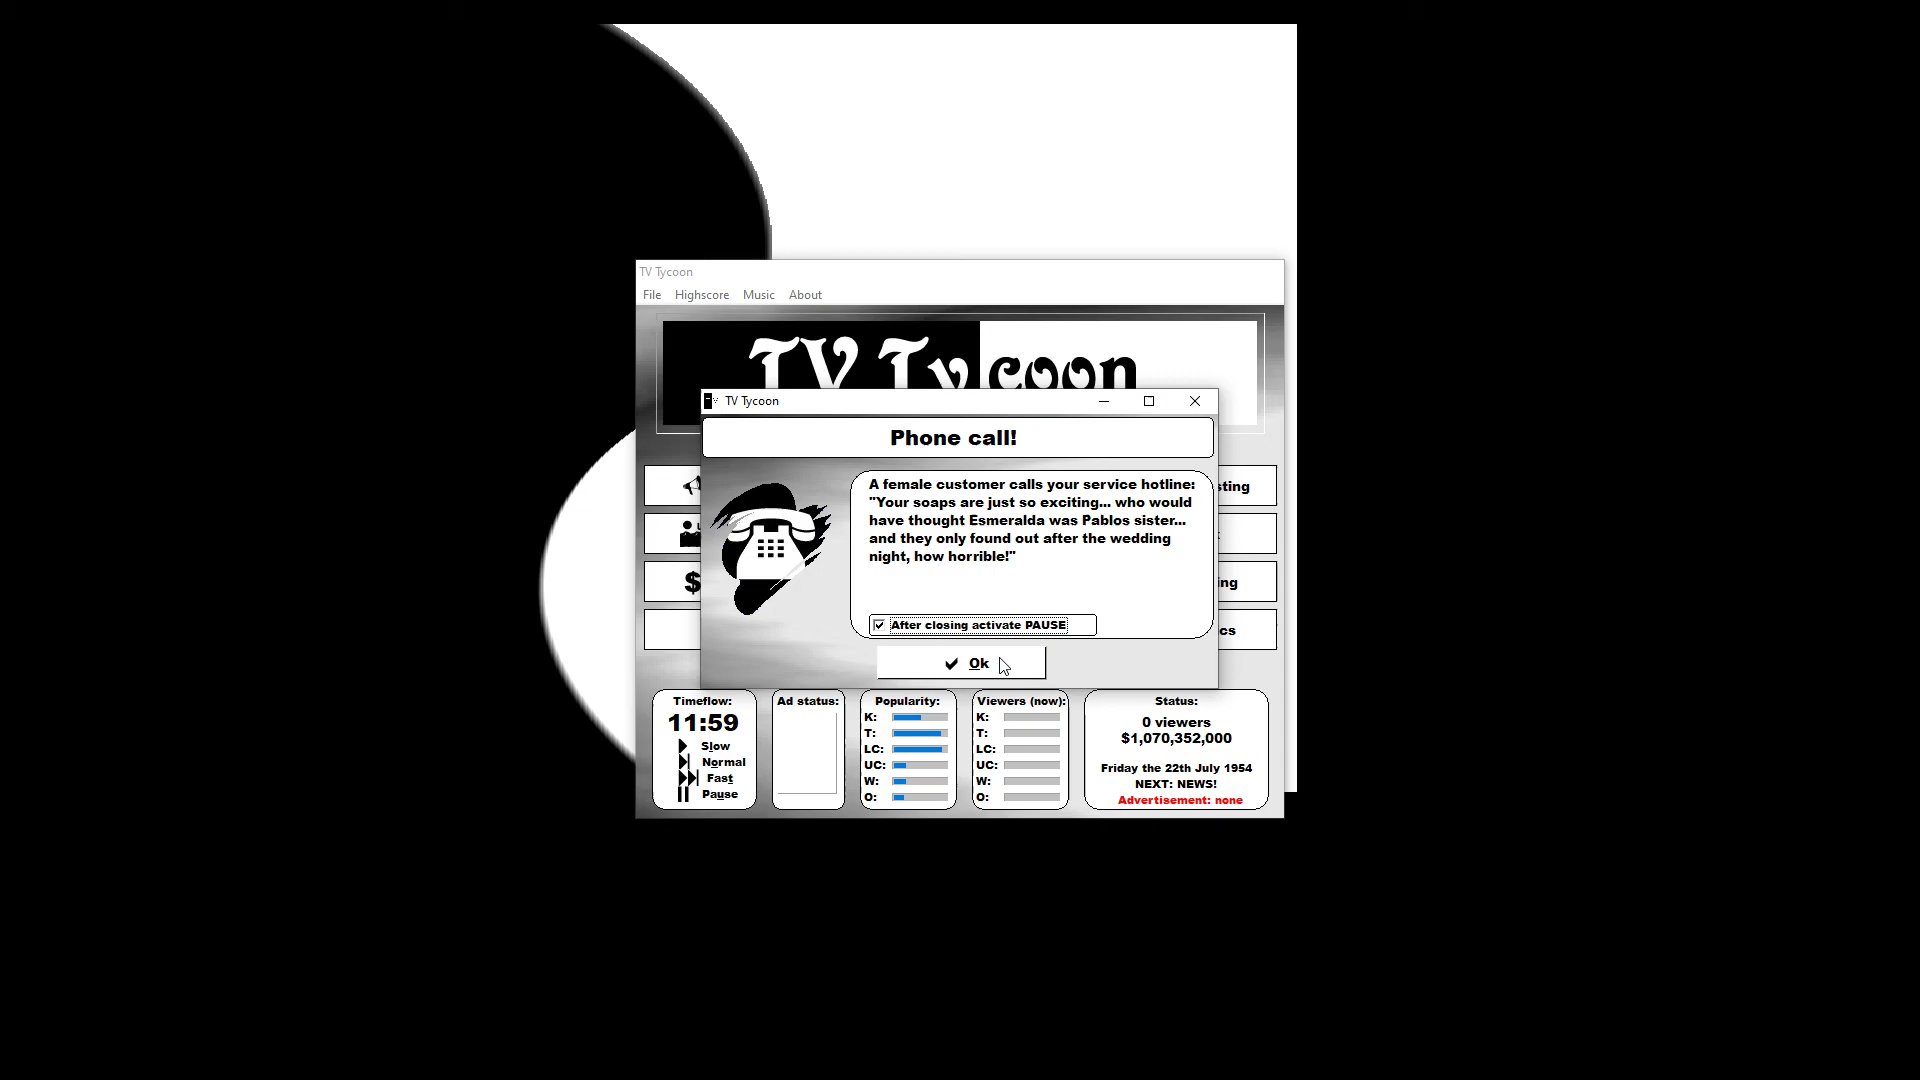 TV Tycoon
File Highscore Music About
TV Tycoon
TV Tycoon
Phone call!
A female customer calls your service hotline:
"Your soaps are just so exciting... who would
have thought Esmeralda was Pablos sister...
and they only found out after the wedding
night, how horrible!"
After closing activate PAUSE
Ok
sting
$
ing
cs
Timeflow:
11:59
Slow
Normal
Fast
Pause
Ad status:
Popularity:
K:
T:
LC:
UC:
W:
O:
Viewers (now):
K:
T:
LC:
UC:
W:
O:
Status:
0 viewers
$1,070,352,000
Friday the 22th July 1954
NEXT: NEWS!
Advertisement: none